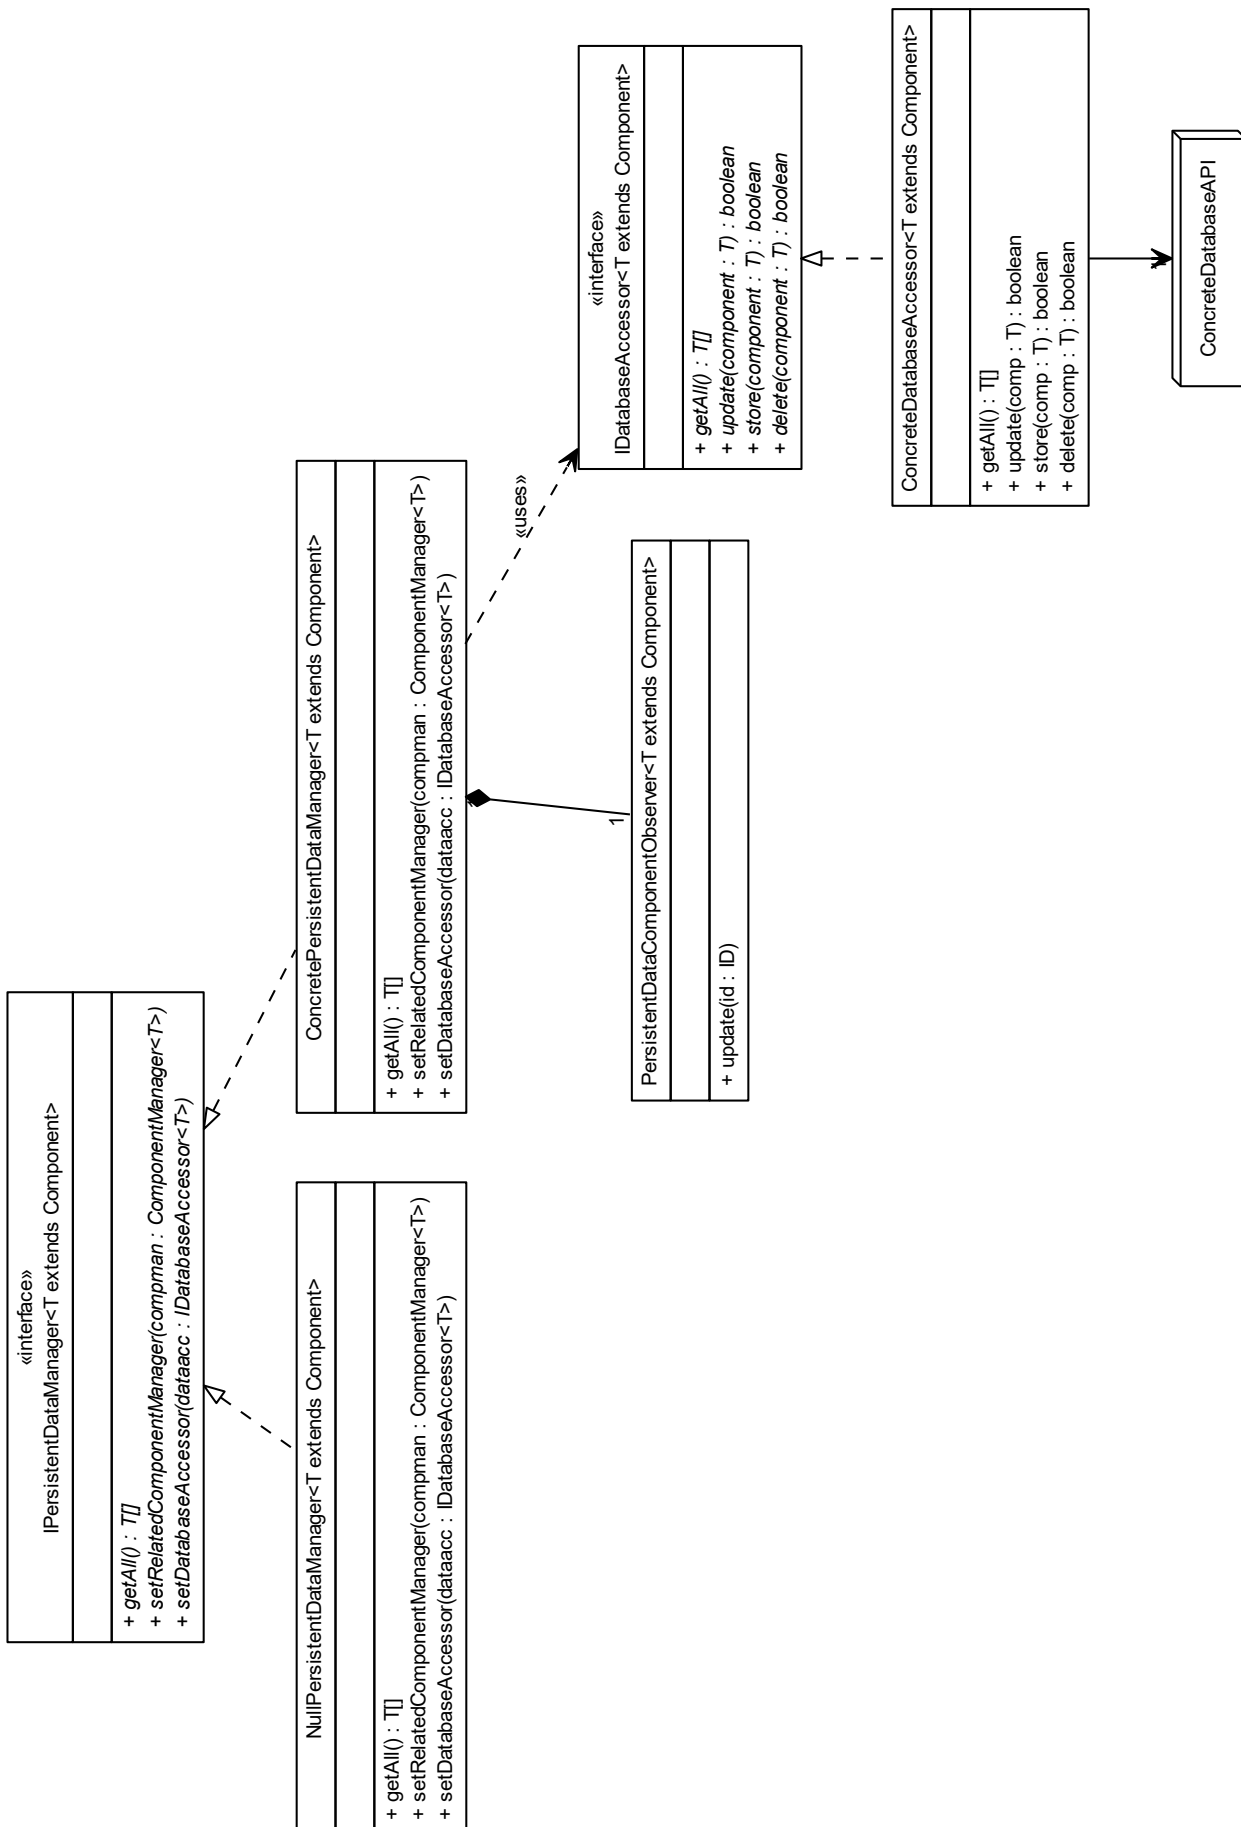 «interface»
IPersistentDataManager<T extends Component>
+ getAll() : T[]
+ setRelatedComponentManager(compman : ComponentManager<T>)
+ setDatabaseAccessor(dataacc : IDatabaseAccessor<T>)
NullPersistentDataManager<T extends Component>
+ getAll() : T[]
+ setRelatedComponentManager(compman : ComponentManager<T>)
+ setDatabaseAccessor(dataacc : IDatabaseAccessor<T>)
ConcretePersistentDataManager<T extends Component>
+ getAll() : T[]
+ setRelatedComponentManager(compman : ComponentManager<T>)
+ setDatabaseAccessor(dataacc : IDatabaseAccessor<T>)
«uses»
1
PersistentDataComponentObserver<T extends Component>
+ update(id : ID)
«interface»
IDatabaseAccessor<T extends Component>
+ getAll() : T[]
+ update(component : T) : boolean
+ store(component : T) : boolean
+ delete(component : T) : boolean
ConcreteDatabaseAccessor<T extends Component>
+ getAll() : T[]
+ update(comp : T) : boolean
+ store(comp : T) : boolean
+ delete(comp : T) : boolean
ConcreteDatabaseAPI